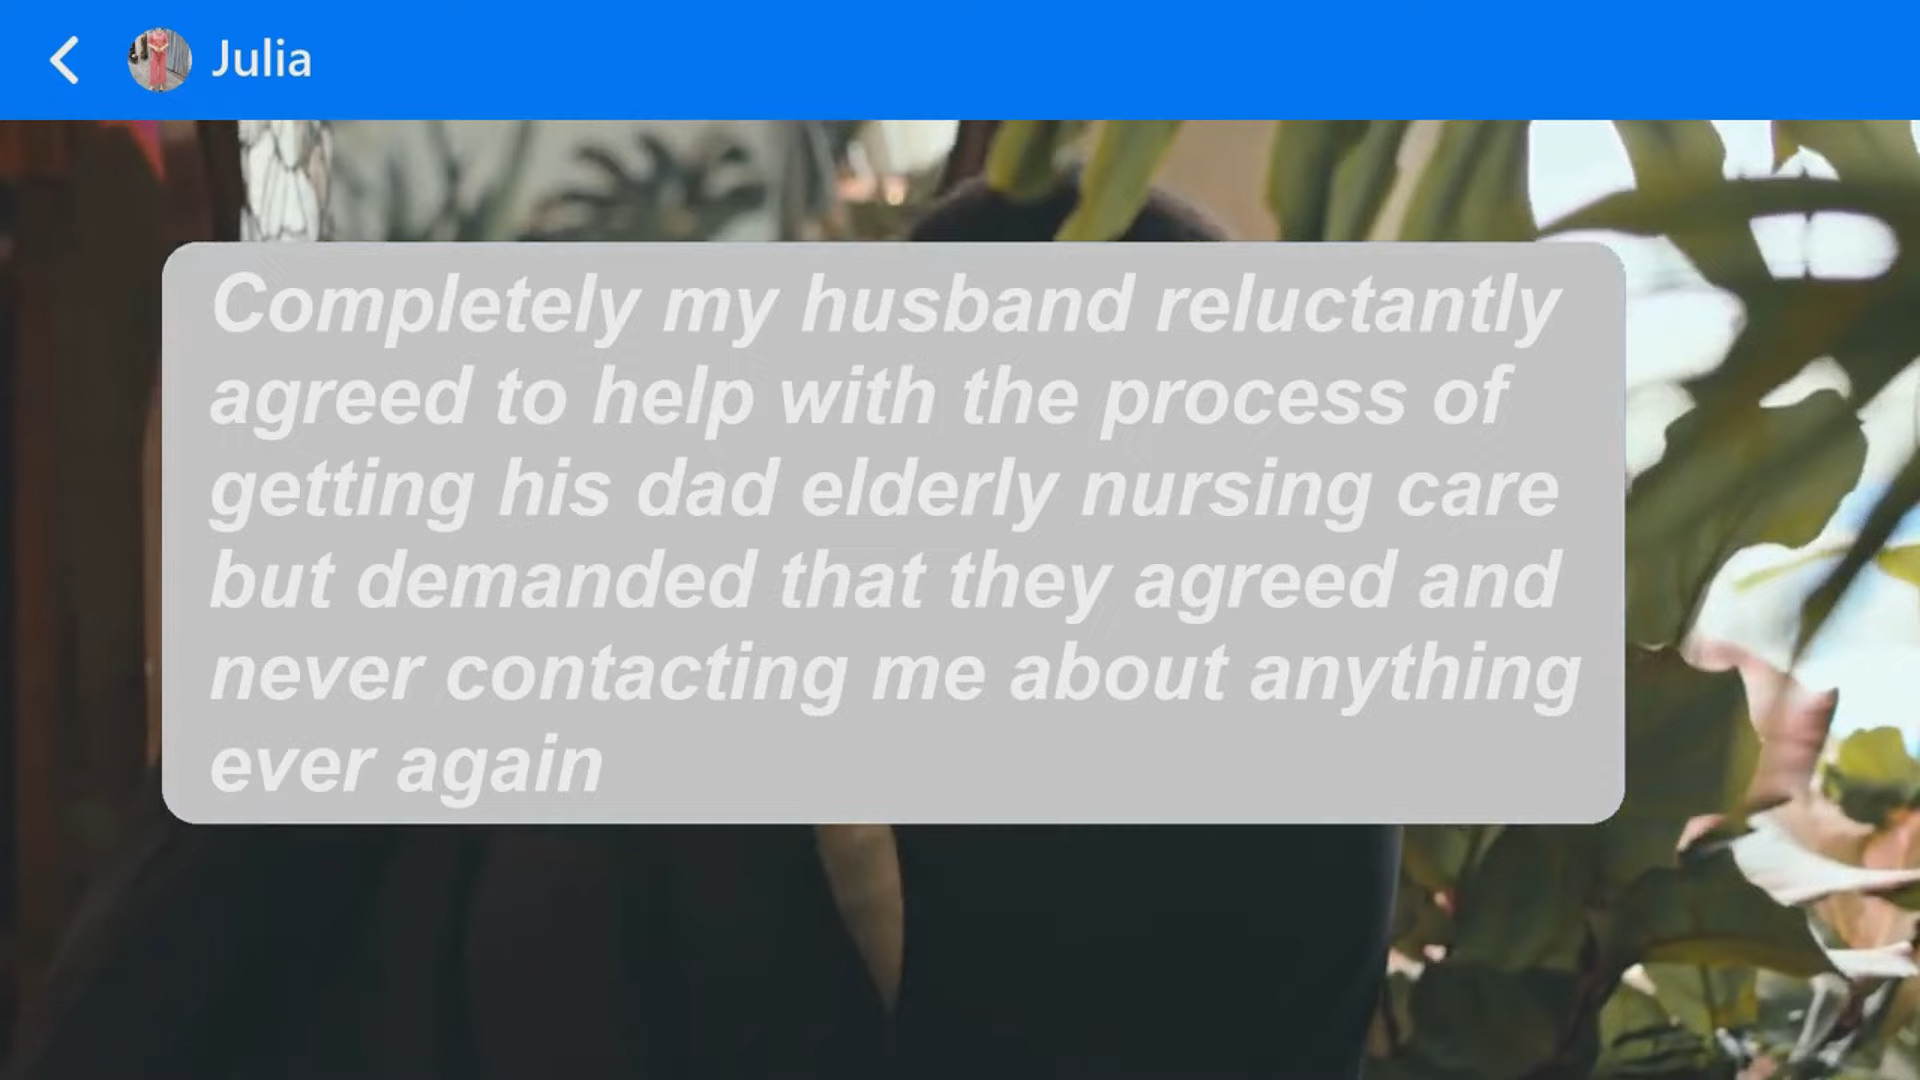 Julia
Completely my husband reluctantly
agreed to help with the process of
getting his dad elderly nursing care
but demanded that they agreed and
never contacting me about anything
ever again